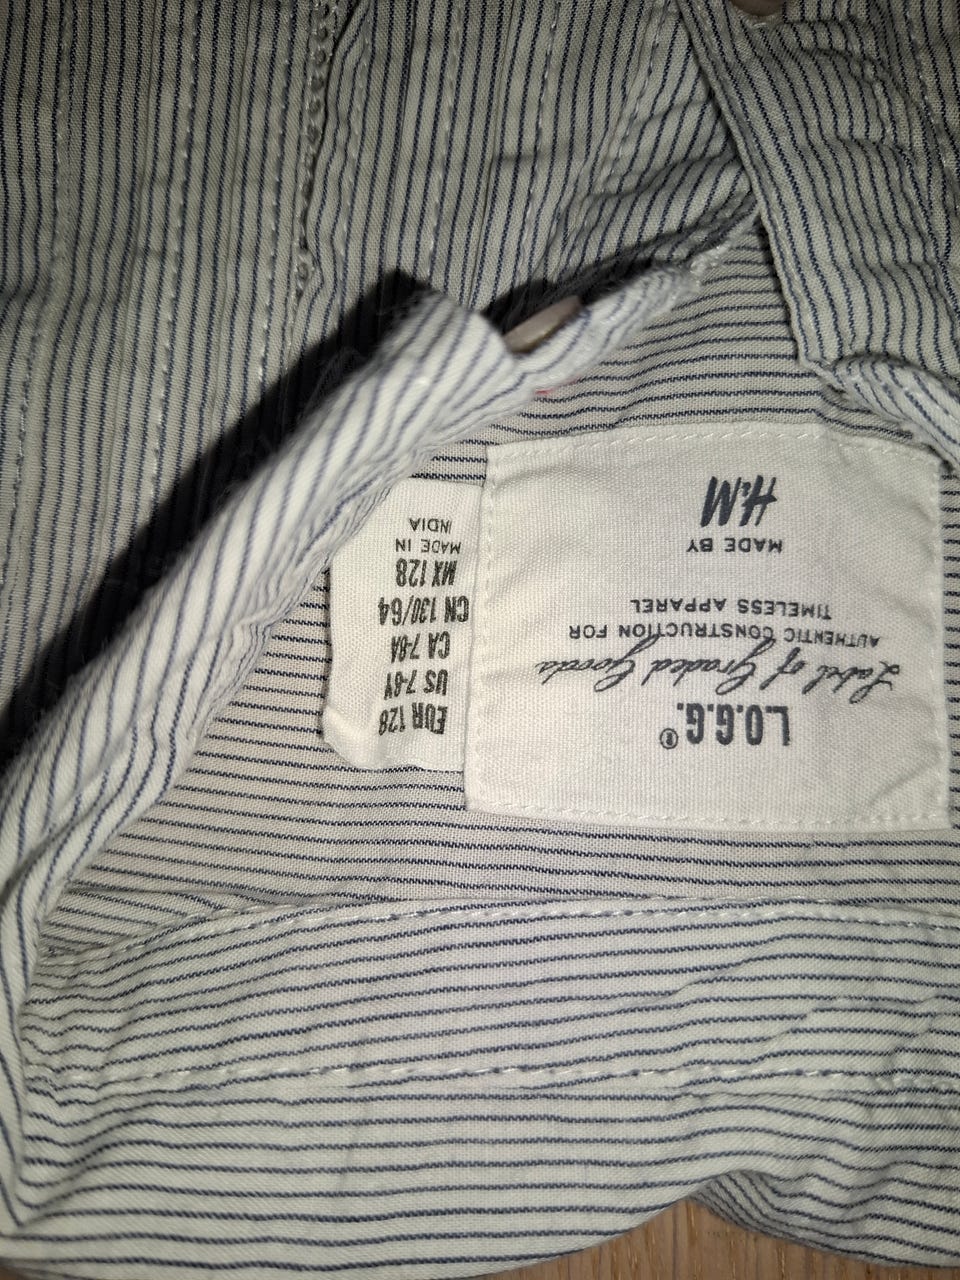 L.O.G.G.®
Label of Graded Goods
AUTHENTIC CONSTRUCTION FOR
TIMELESS APPAREL
MADE BY
H&M
EUR 128
US 7-8Y
CA 7-8A
CN 130/64
MX 128
MADE IN
INDIA